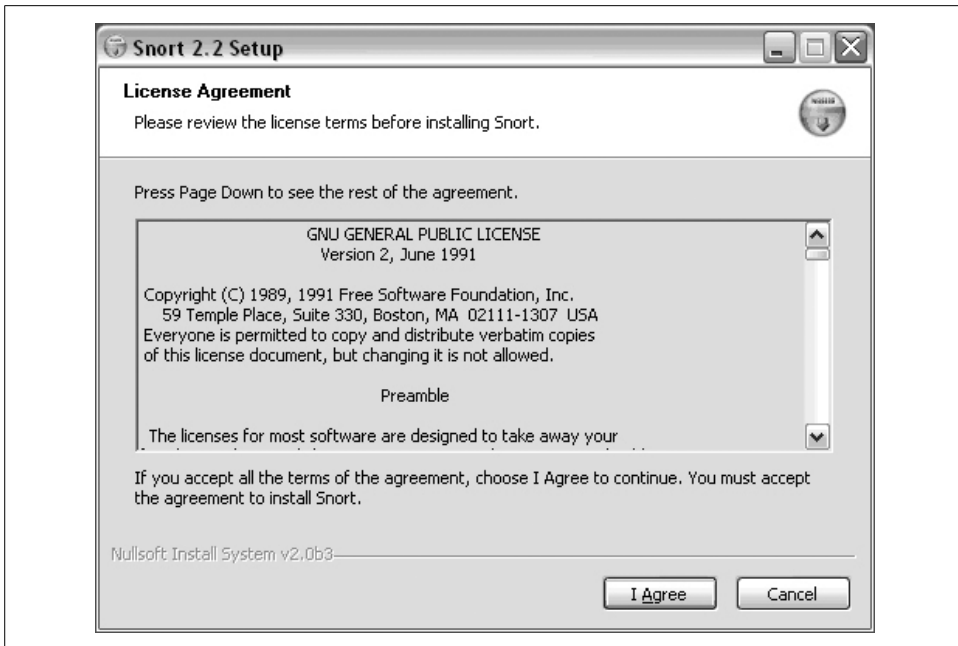 Snort 2.2 Setup
License Agreement
Please review the license terms before installing Snort.
Press Page Down to see the rest of the agreement.
GNU GENERAL PUBLIC LICENSE
Version 2, June 1991
Copyright (C) 1989, 1991 Free Software Foundation, Inc.
59 Temple Place, Suite 330, Boston, MA 02111-1307 USA
Everyone is permitted to copy and distribute verbatim copies
of this license document, but changing it is not allowed.
Preamble
The licenses for most software are designed to take away your
If you accept all the terms of the agreement, choose I Agree to continue. You must accept
the agreement to install Snort.
Nullsoft Install System v2.0b3
I Agree
Cancel